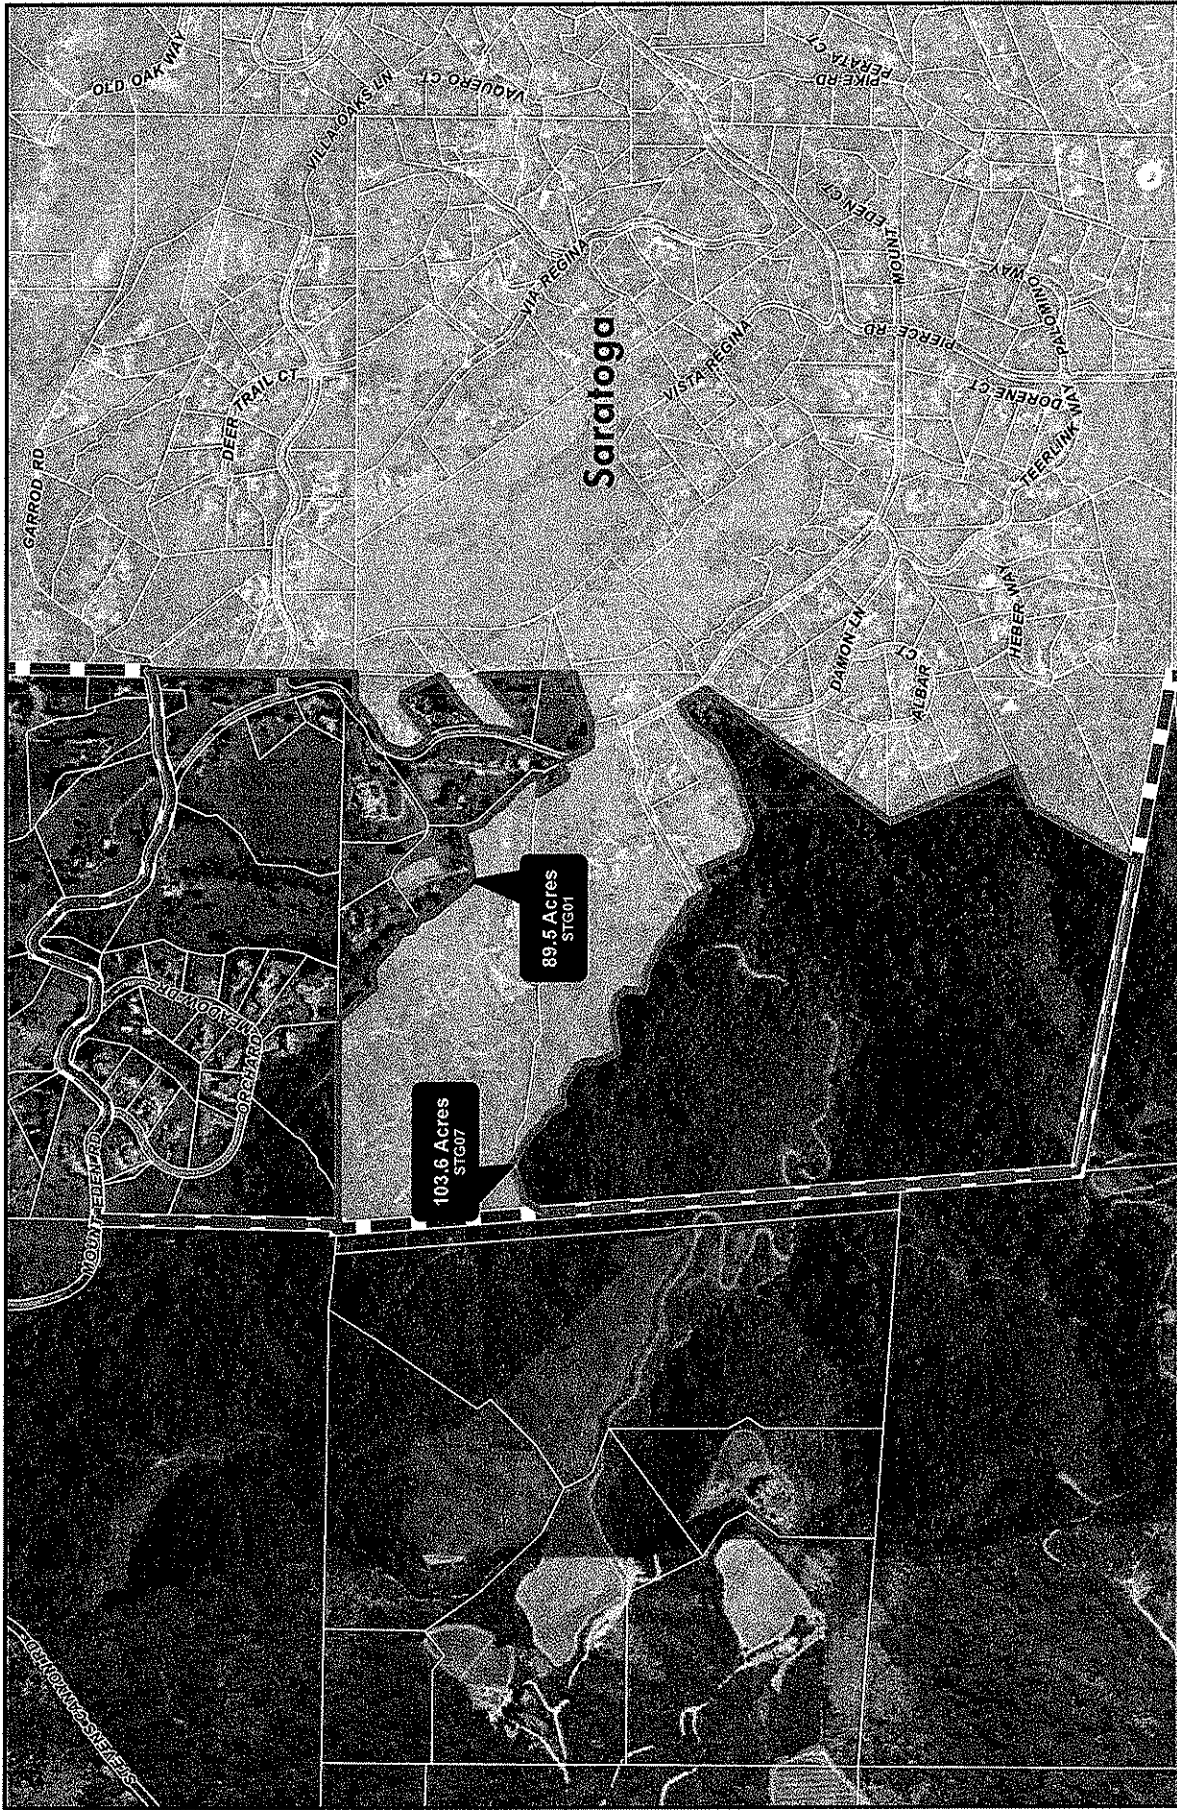 STEVENS CANYON RD
MOUNT EDEN RD
ORCHARD
MEADOW DR
103.6 Acres
STG07
89.5 Acres
STG01
GARROD RD
DEER TRAIL CT
OLD OAK WAY
VILLA OAKS LN
VAQUERO CT
VIA REGINA
Saratoga
VISTA REGINA
PIKE RD
PERATA CT
MOUNT
EDEN CT
PIERCE RD
PALOMINO WAY
DORENE CT
TEERLINK WAY
HEBER WAY
DAMON LN
ALBAR
CT